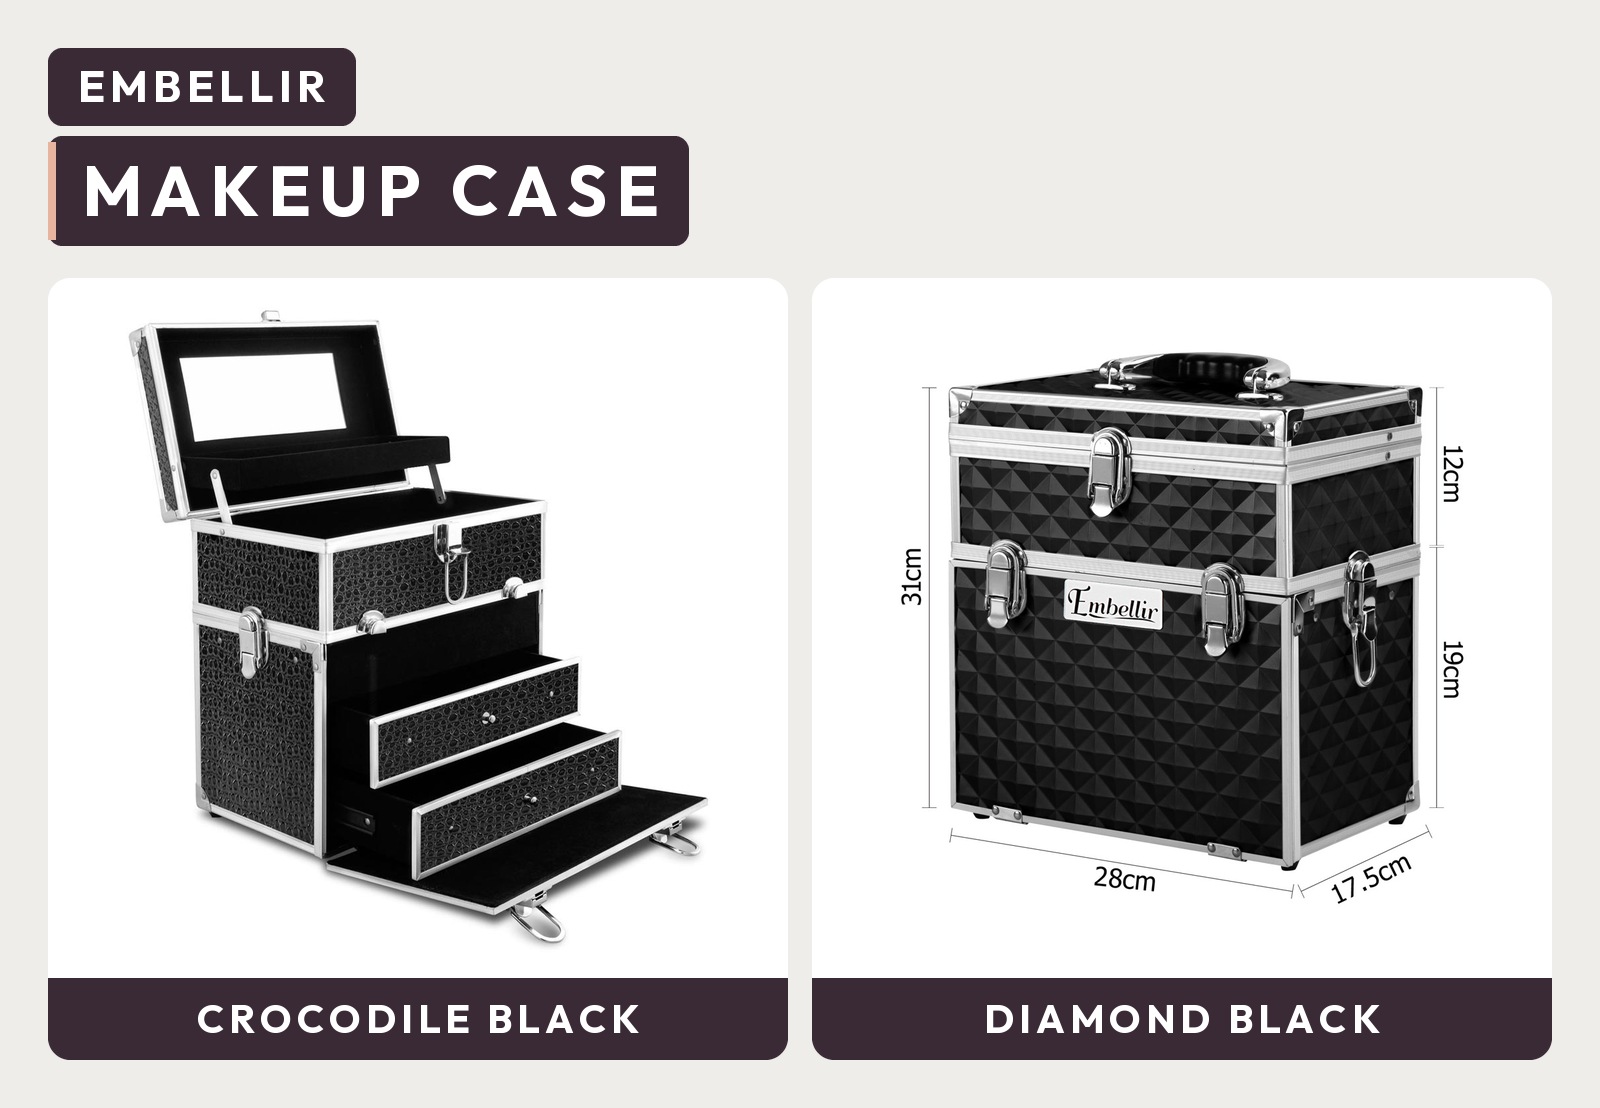 EMBELLIR
MAKEUP CASE
31cm
12cm
19cm
Embellir
28cm
17.5cm
CROCODILE BLACK
DIAMOND BLACK